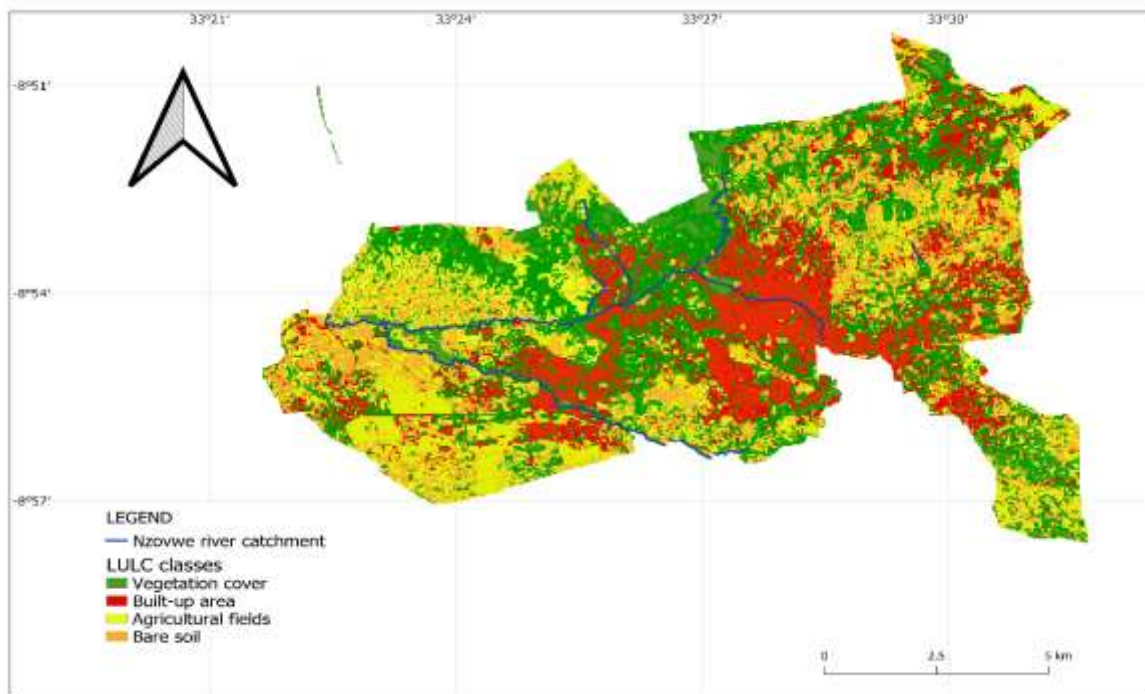 33°21' 33°24' 33°27' 33°30'
-8°51'
-8°54'
-8°57'
LEGEND
Nzovwe river catchment
LULC classes
Vegetation cover
Built-up area
Agricultural fields
Bare soil
0 2.5 5 km